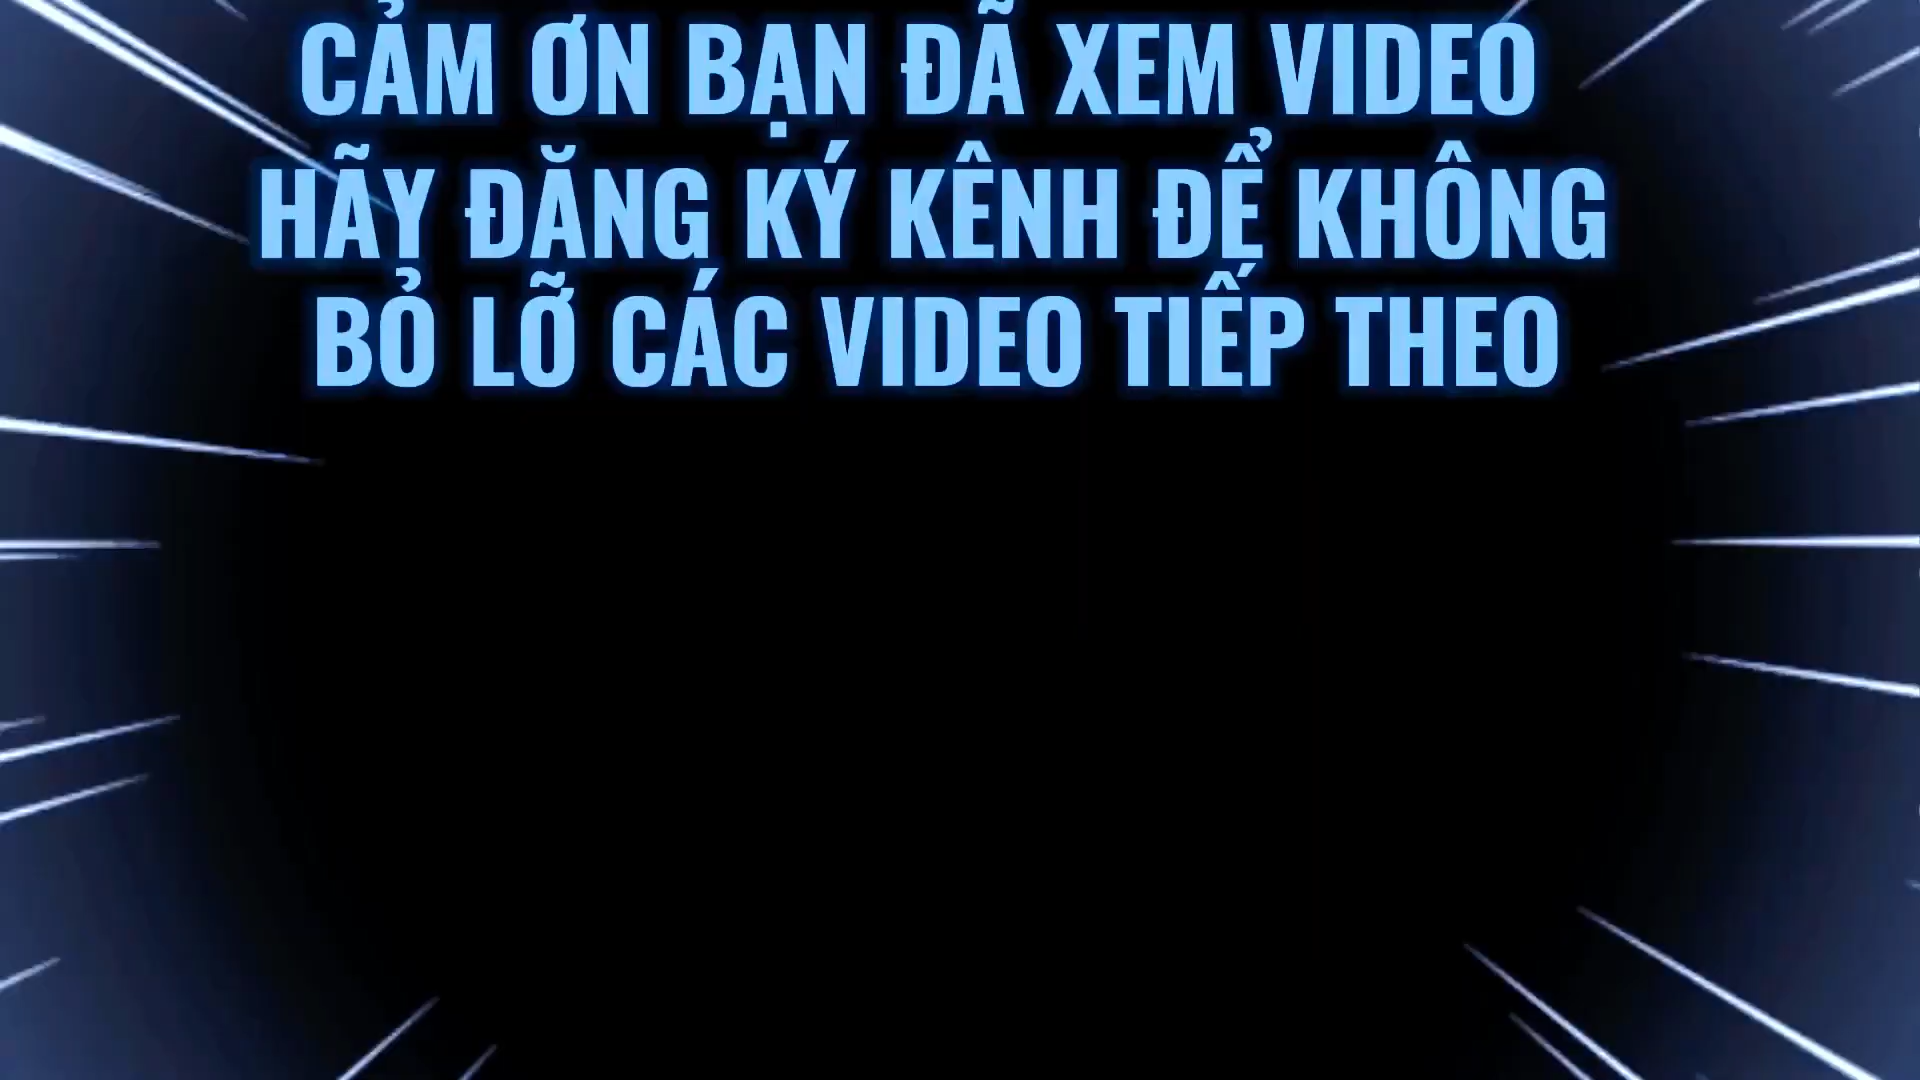 CẢM ƠN BẠN ĐÃ XEM VIDEO
HÃY ĐĂNG KÝ KÊNH ĐỂ KHÔNG
BỎ LỠ CÁC VIDEO TIẾP THEO